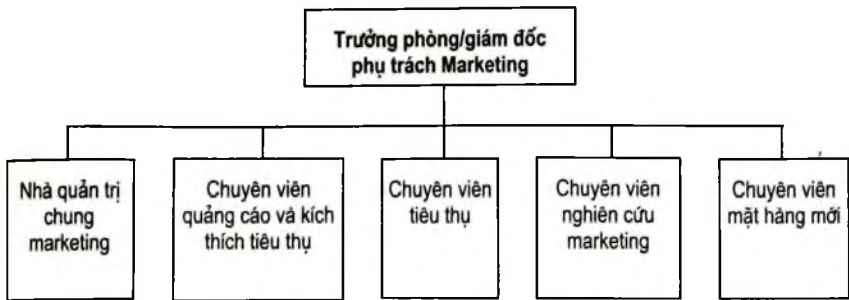 Trưởng phòng/giám đốc
phụ trách Marketing
Nhà quản trị
chung
marketing
Chuyên viên
quảng cáo và kích
thích tiêu thụ
Chuyên viên
tiêu thụ
Chuyên viên
nghiên cứu
marketing
Chuyên viên
mặt hàng mới